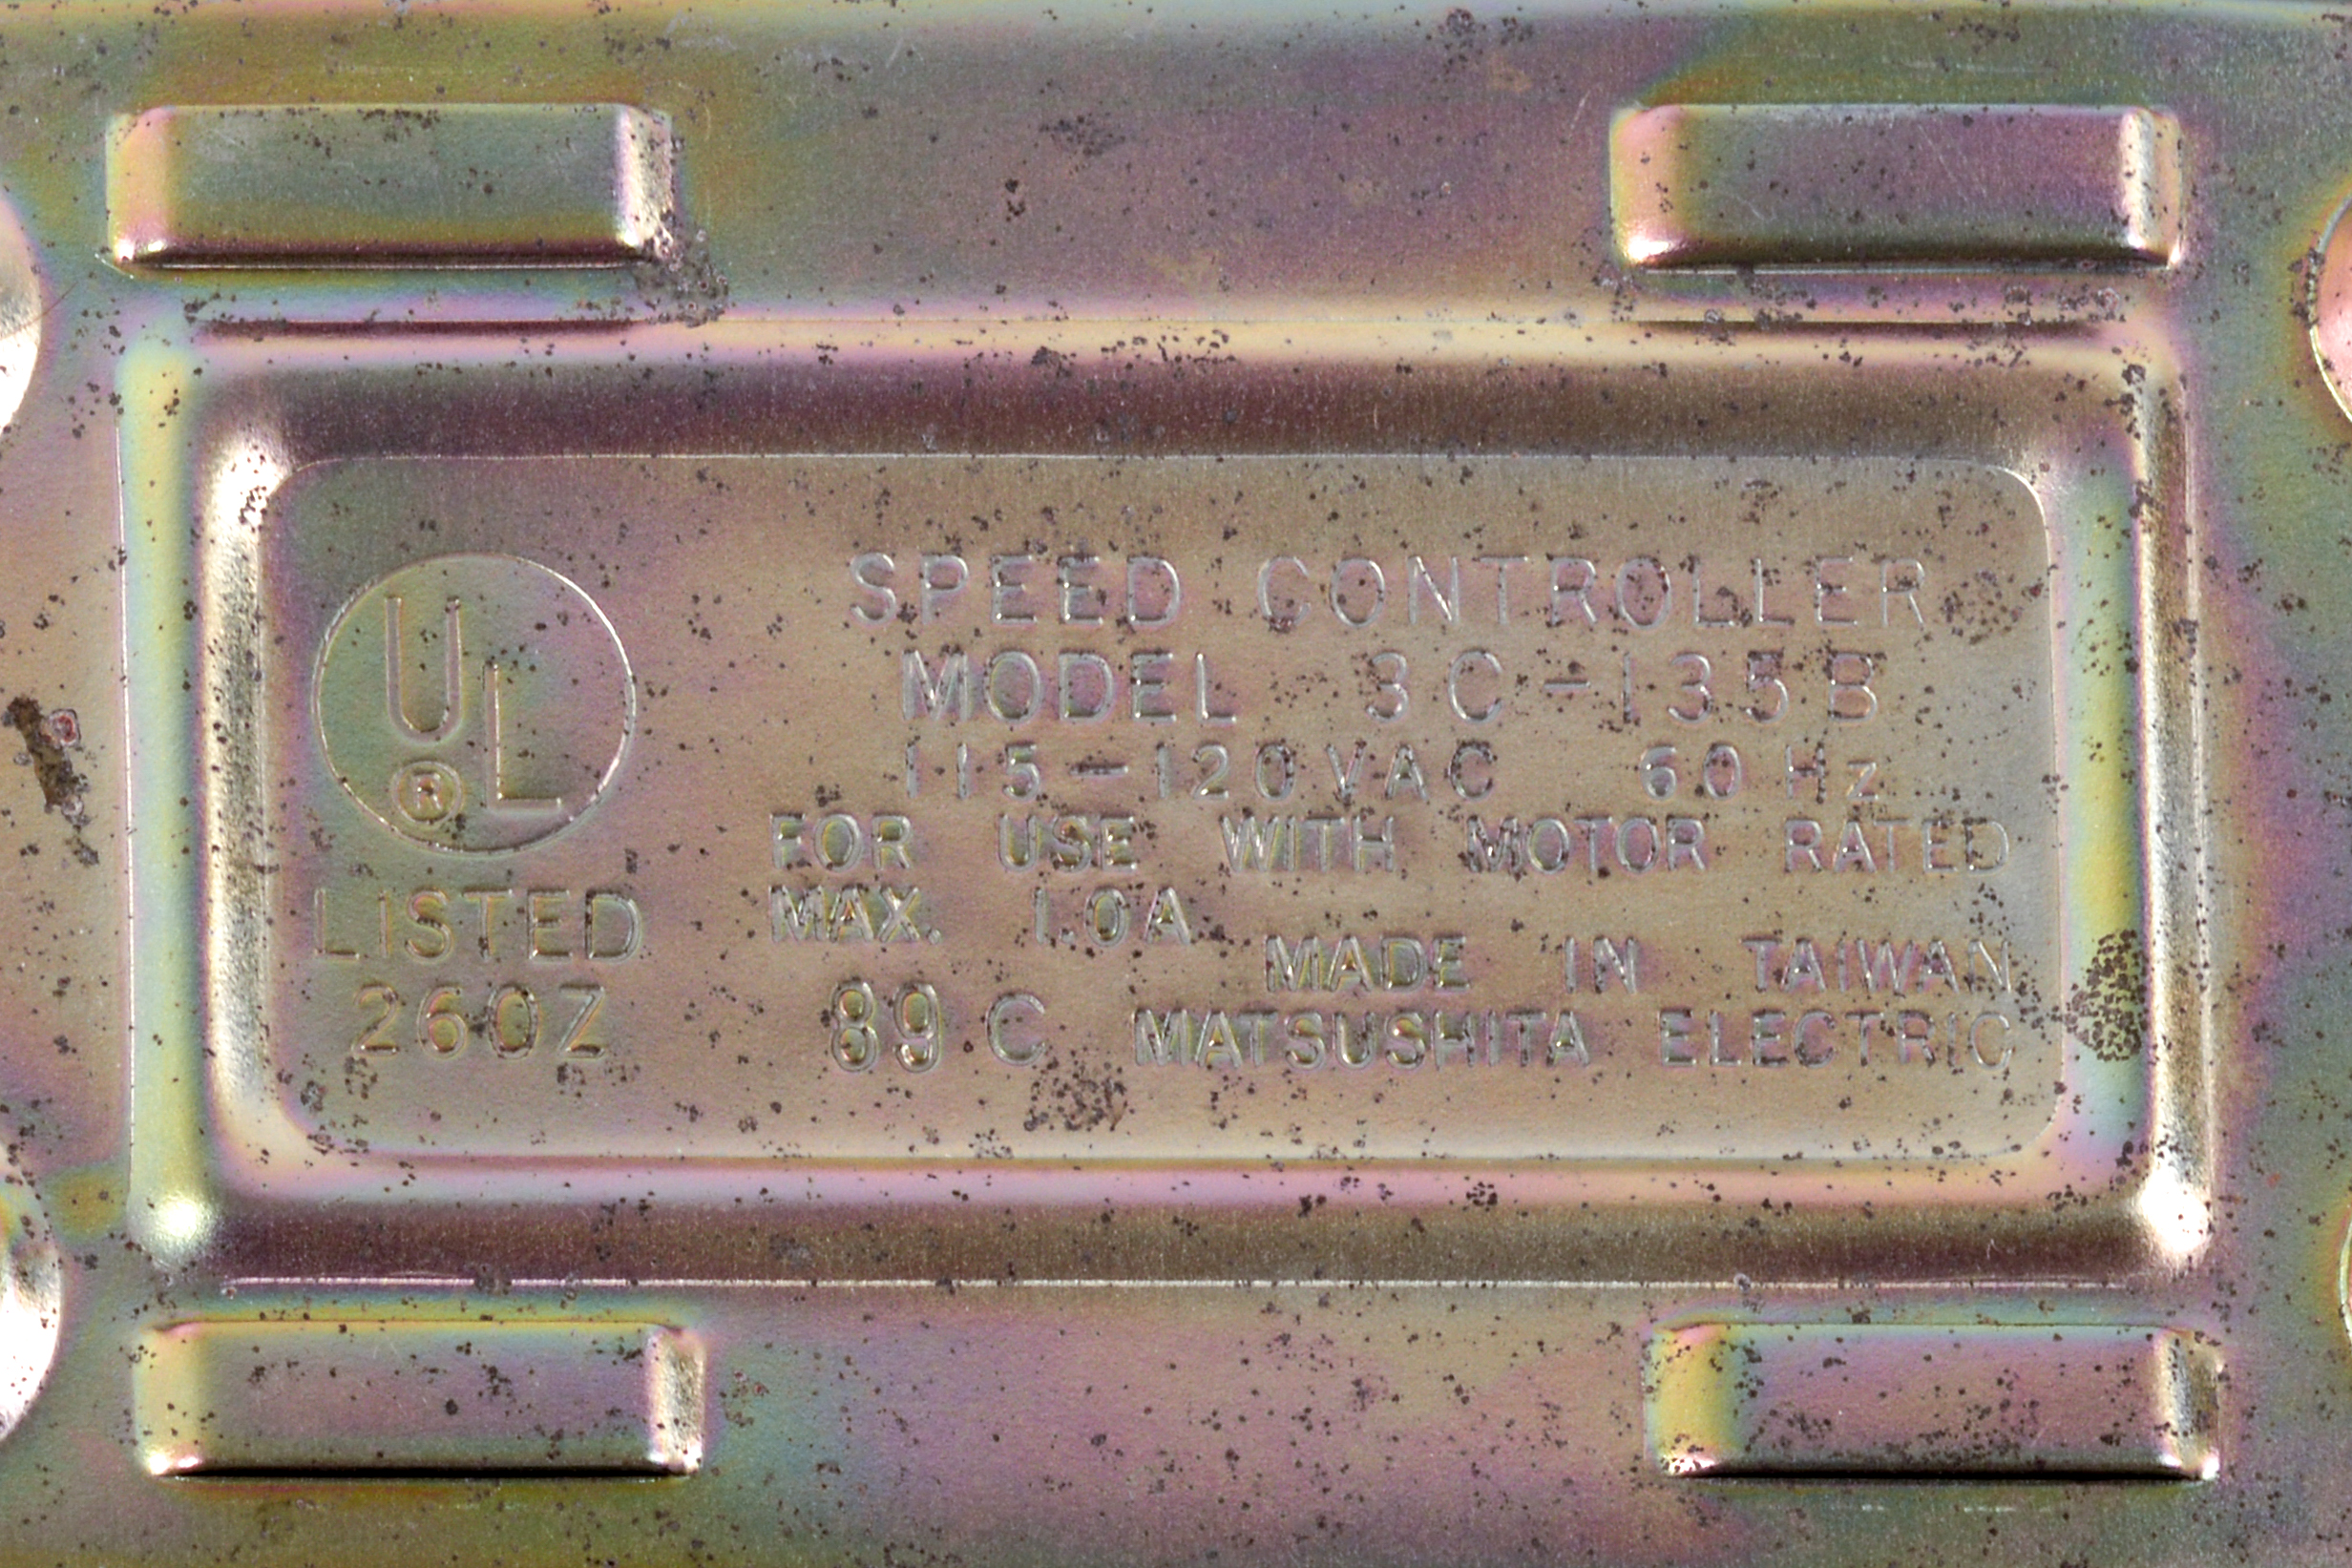 UL
®
LISTED
260Z
SPEED CONTROLLER
MODEL 3C-135B
115-120VAC 60Hz
FOR USE WITH MOTOR RATED
MAX. 1.0A
MADE IN TAIWAN
89 C MATSUSHITA ELECTRIC